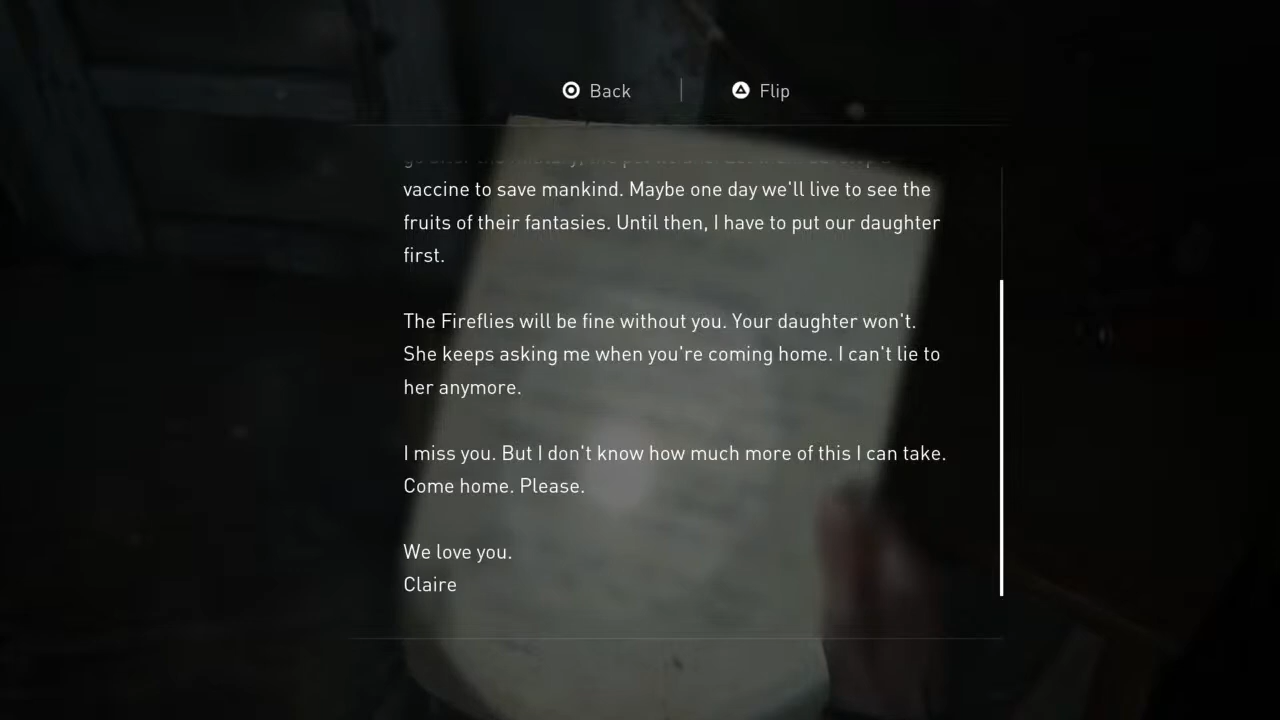 Back
Flip
vaccine to save mankind. Maybe one day we'll live to see the
fruits of their fantasies. Until then, I have to put our daughter
first.
The Fireflies will be fine without you. Your daughter won't.
She keeps asking me when you're coming home. I can't lie to
her anymore.
I miss you. But I don't know how much more of this I can take.
Come home. Please.
We love you.
Claire